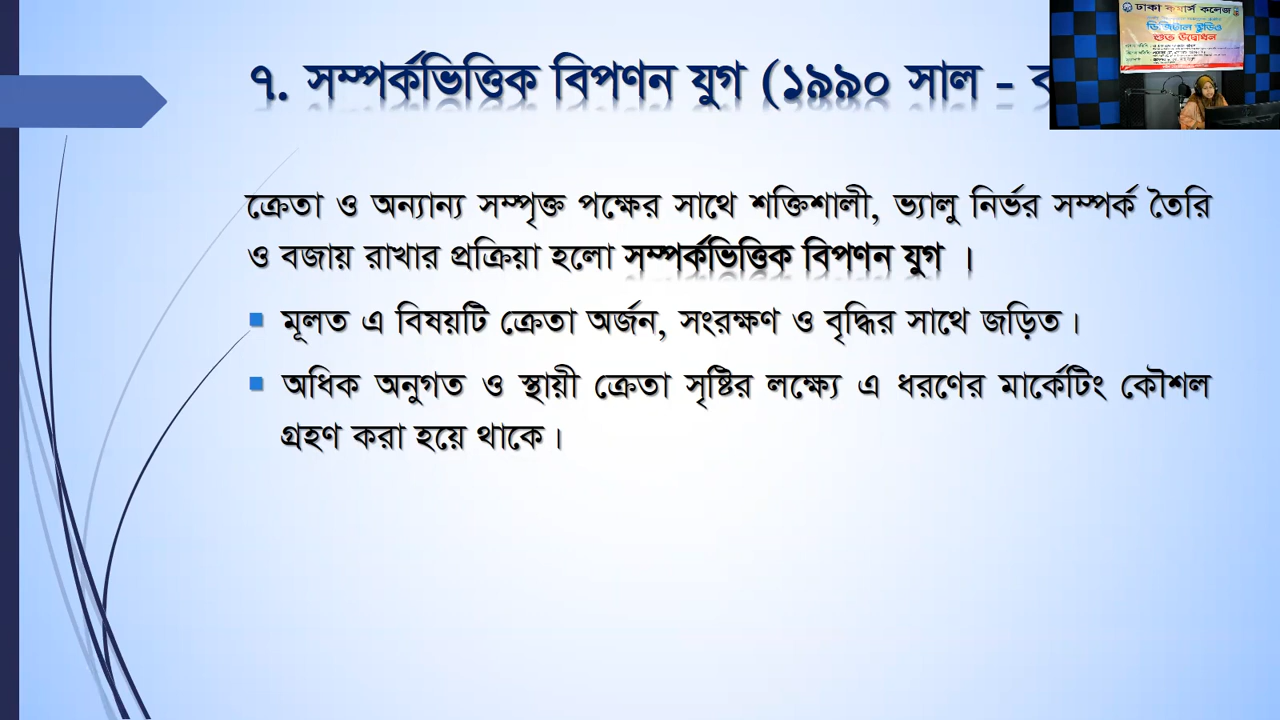 ঢাকা কমার্স কলেজ
ডিজিটাল স্টুডিও
শুভ উদ্বোধন
৭. সম্পর্কভিত্তিক বিপণন যুগ (১৯৯০ সাল -
ক্রেতা ও অন্যান্য সম্পৃক্ত পক্ষের সাথে শক্তিশালী, ভ্যালু নির্ভর সম্পর্ক তৈরি
ও বজায় রাখার প্রক্রিয়া হলো সম্পর্কভিত্তিক বিপণন যুগ ।
মূলত এ বিষয়টি ক্রেতা অর্জন, সংরক্ষণ ও বৃদ্ধির সাথে জড়িত।
অধিক অনুগত ও স্থায়ী ক্রেতা সৃষ্টির লক্ষ্যে এ ধরণের মার্কেটিং কৌশল
গ্রহণ করা হয়ে থাকে।